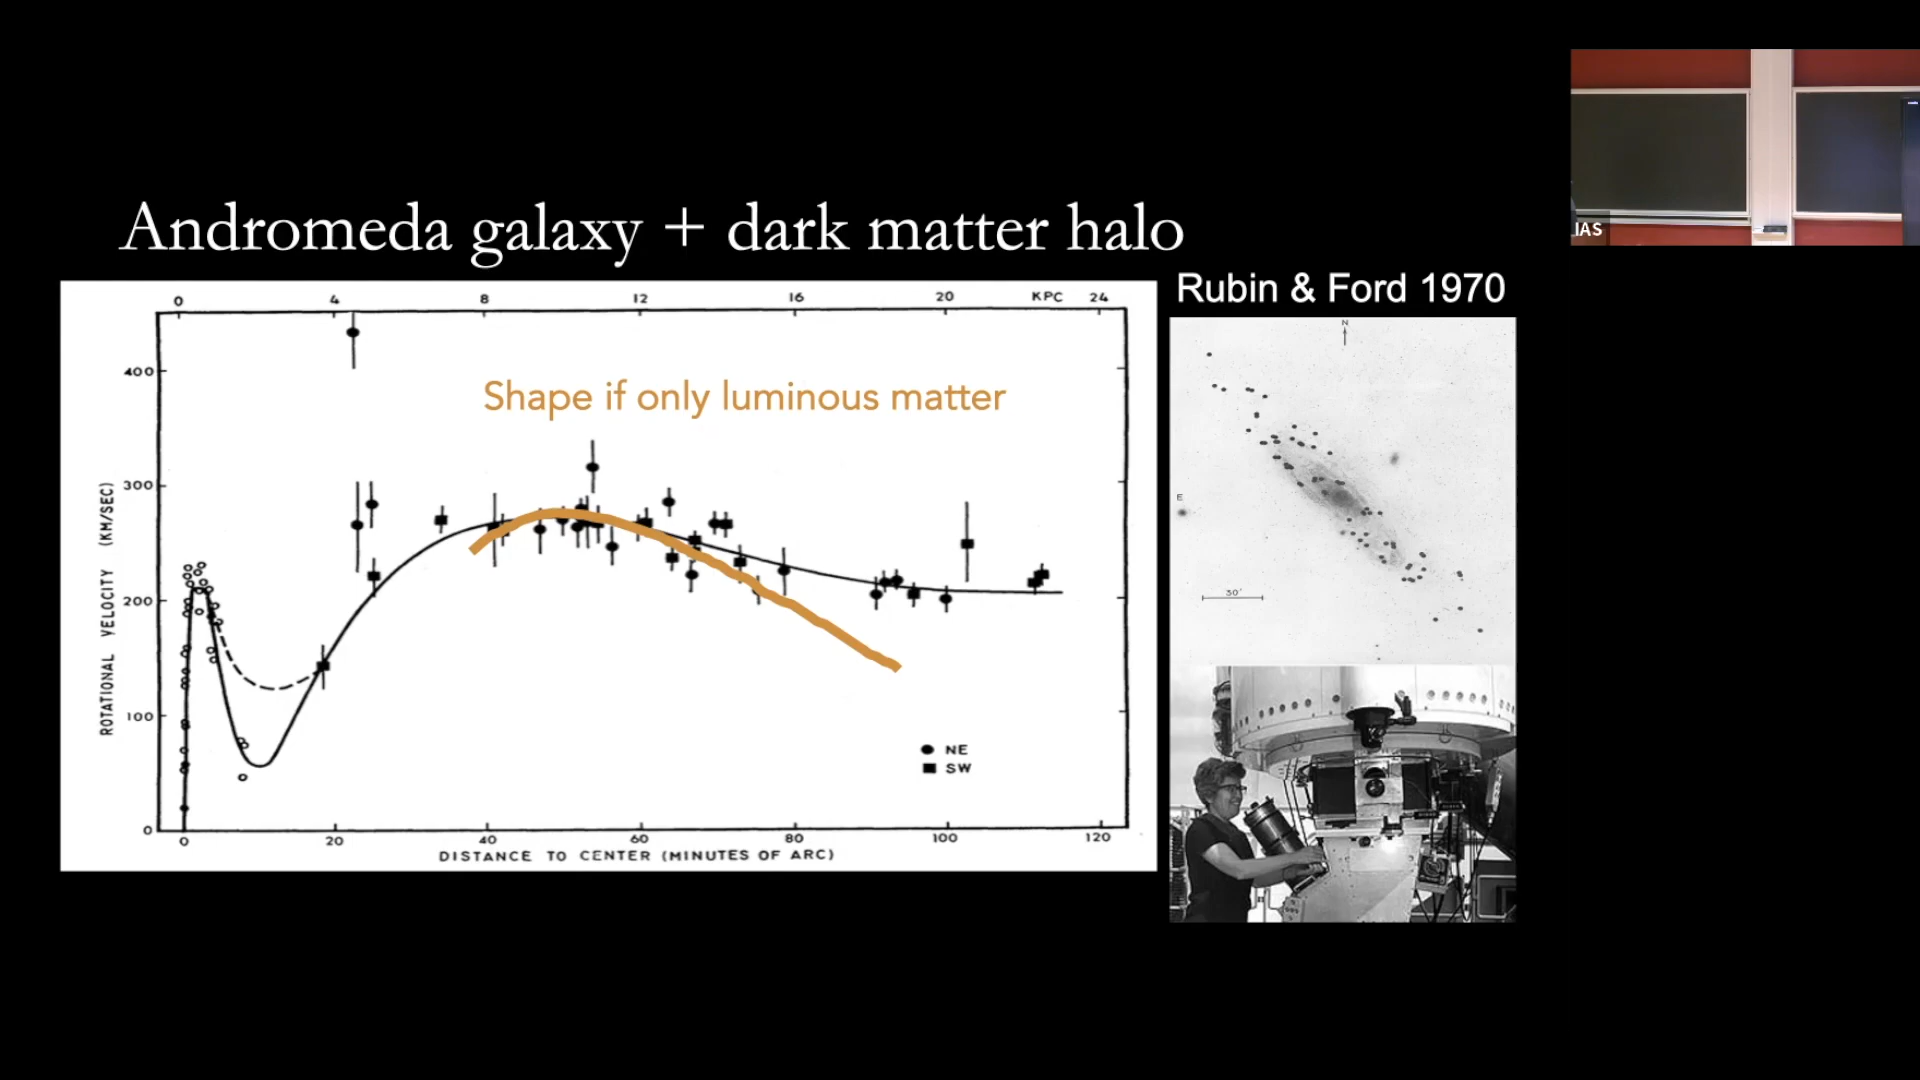 IAS
Andromeda galaxy + dark matter halo
Rubin & Ford 1970
0 4 8 12 16 20 KPC 24
400
300
200
100
0
ROTATIONAL VELOCITY (KM/SEC)
Shape if only luminous matter
NE
SW
0 20 40 60 80 100 120
DISTANCE TO CENTER (MINUTES OF ARC)
N
E
50'